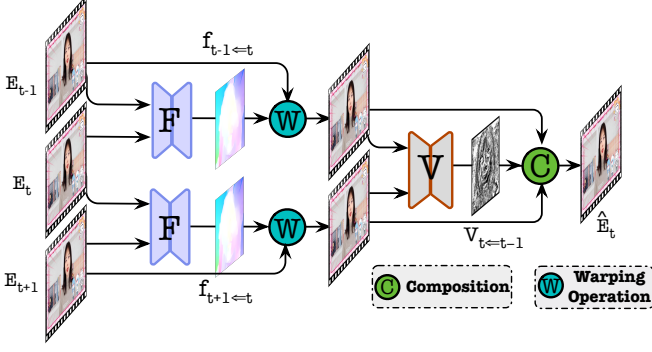 f_{t-1⇐t}
E_{t-1}
F
W
E_t
V
C
F
W
Ê_t
V_{t⇐t-1}
E_{t+1}
f_{t+1⇐t}
C Composition
W Warping
Operation